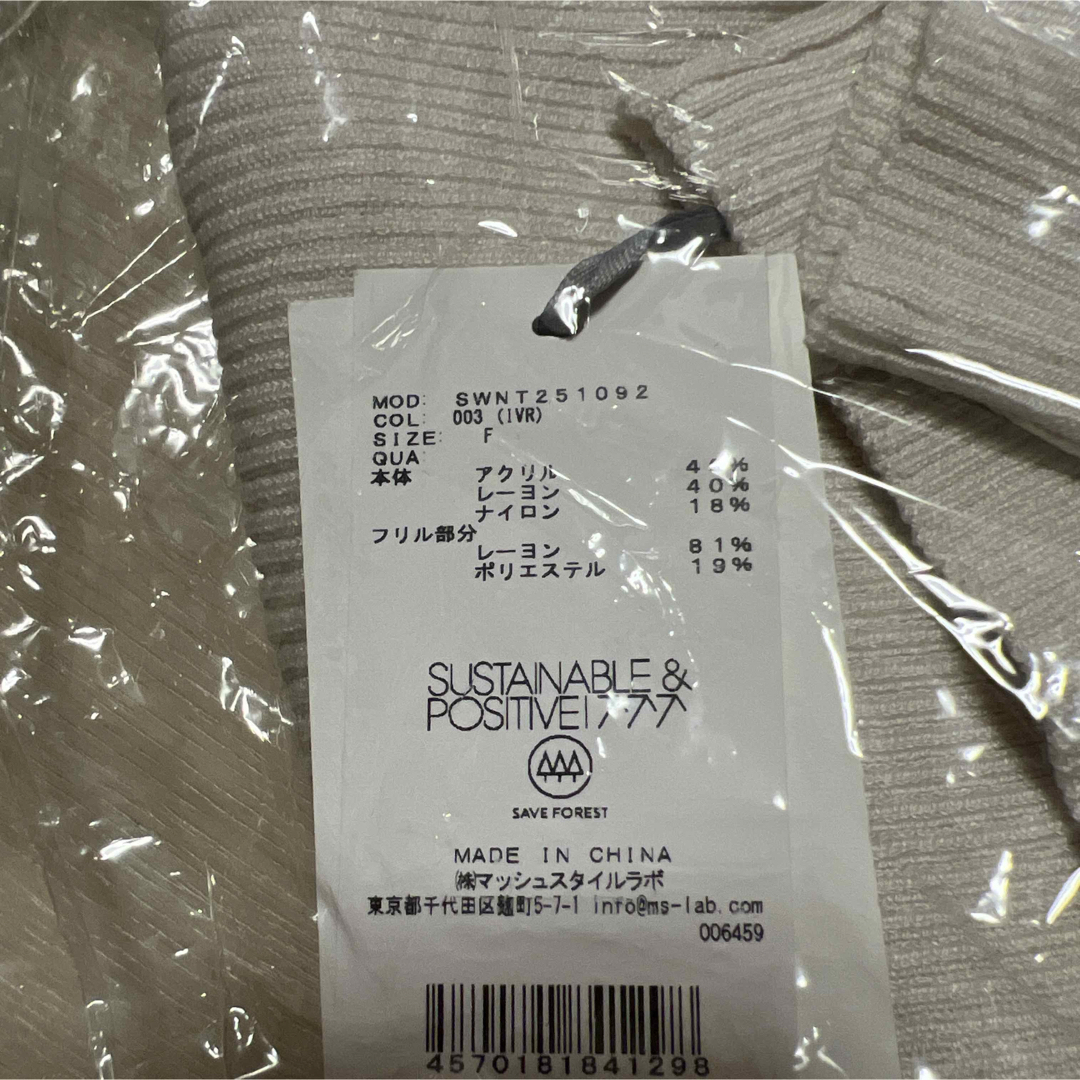 MOD: SWNT251092
COL: 003 (IVR)
SIZE: F
QUA:
本体 アクリル 42%
レーヨン 40%
ナイロン 18%
フリル部分
レーヨン 81%
ポリエステル 19%
SUSTAINABLE &
POSITIVE!
SAVE FOREST
MADE IN CHINA
㈱マッシュスタイルラボ
東京都千代田区麹町5-7-1 info@ms-lab.com
006459
4570181841298